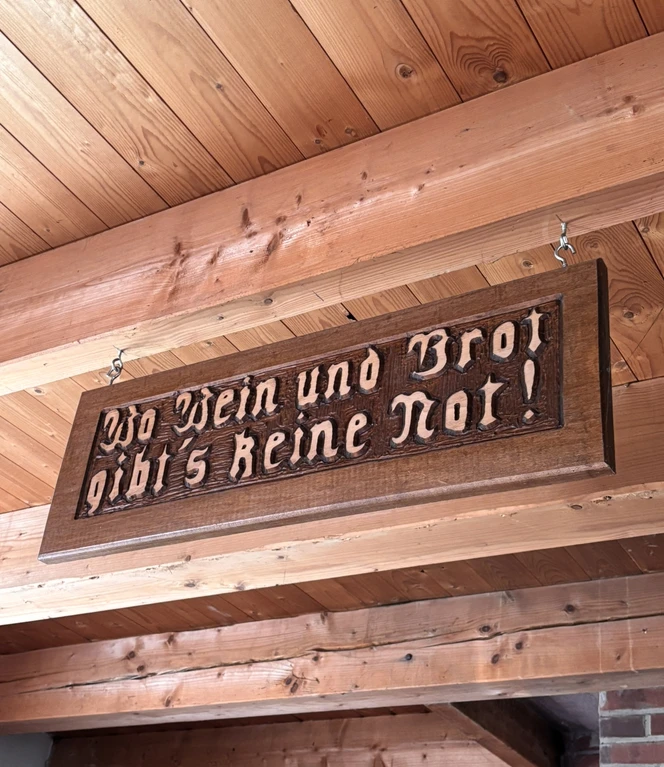 Wo Wein und Brot
gibt's keine Not!